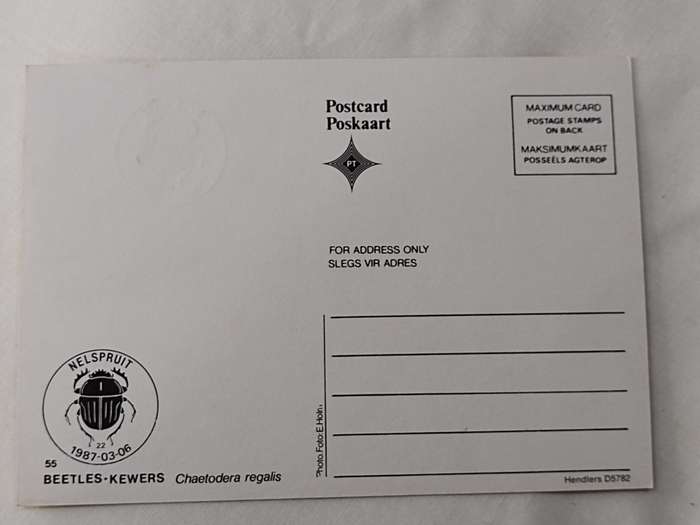 Postcard
Poskaart
PT
MAXIMUM CARD
POSTAGE STAMPS
ON BACK
MAKSIMUMKAART
POSSEËLS AGTEROP
FOR ADDRESS ONLY
SLEGS VIR ADRES
NELSPRUIT
22
1987-03-06
55
BEETLES-KEWERS Chaetodera regalis
Photo Foto: E.Holm
Hendlers D5782